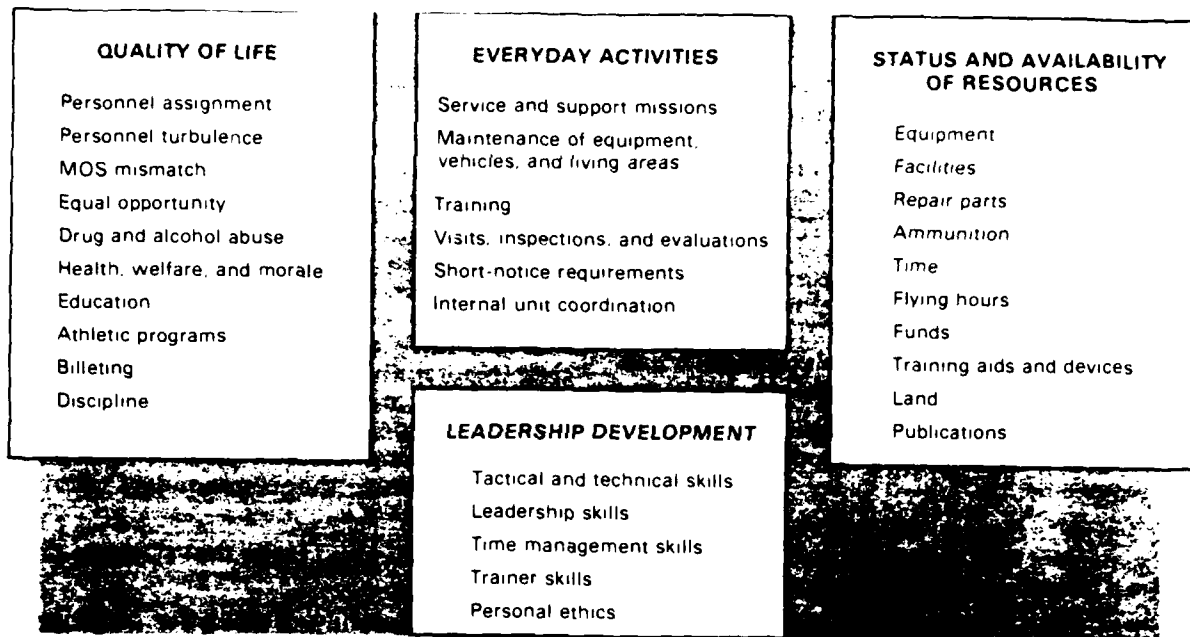 QUALITY OF LIFE
Personnel assignment
Personnel turbulence
MOS mismatch
Equal opportunity
Drug and alcohol abuse
Health, welfare, and morale
Education
Athletic programs
Billeting
Discipline
EVERYDAY ACTIVITIES
Service and support missions
Maintenance of equipment,
vehicles, and living areas
Training
Visits, inspections, and evaluations
Short-notice requirements
Internal unit coordination
LEADERSHIP DEVELOPMENT
Tactical and technical skills
Leadership skills
Time management skills
Trainer skills
Personal ethics
STATUS AND AVAILABILITY
OF RESOURCES
Equipment
Facilities
Repair parts
Ammunition
Time
Flying hours
Funds
Training aids and devices
Land
Publications